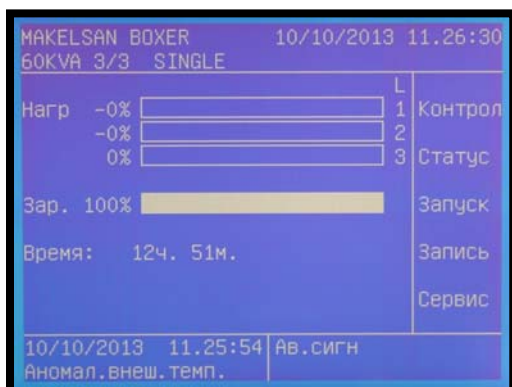 MAKELSAN BOXER 10/10/2013 11.26:30
60KVA 3/3 SINGLE
L
Нагр -0% 1 Контрол
-0% 2
0% 3 Статус
Зар. 100% Запуск
Время: 12ч. 51м. Запись
Сервис
10/10/2013 11.25:54 Ав.сигн
Аномал.внеш.темп.